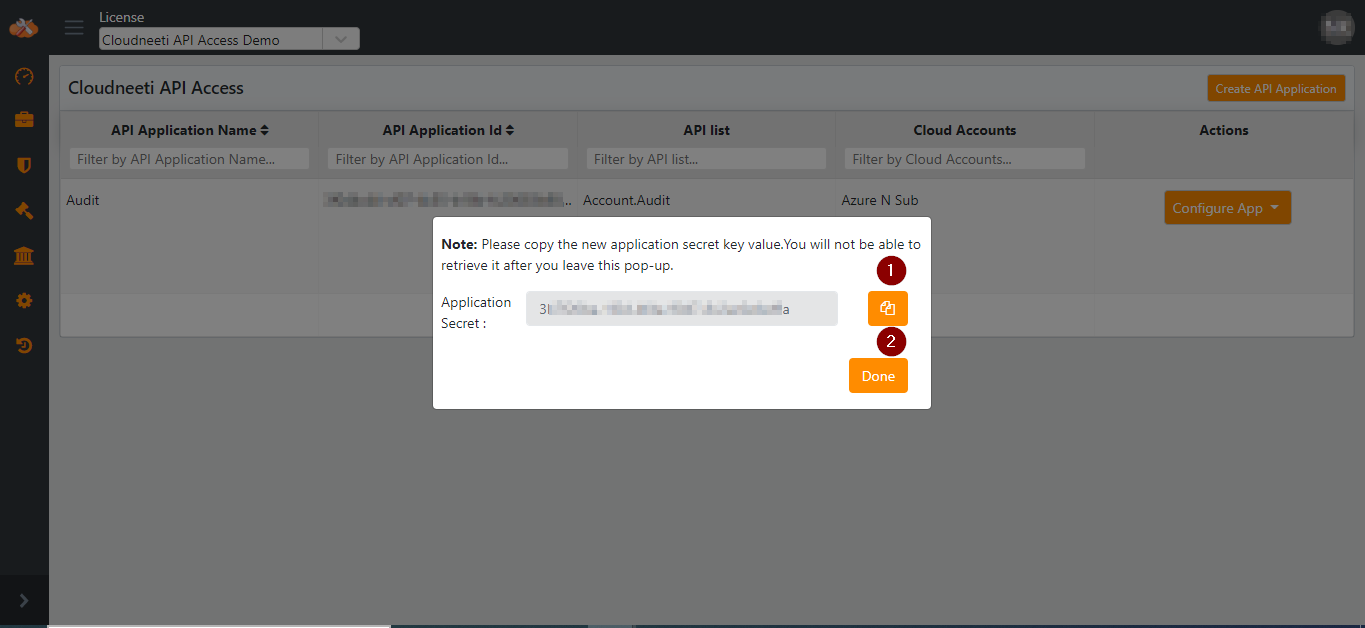 License
Cloudneeti API Access Demo
Cloudneeti API Access
Create API Application
API Application Name
API Application Id
API list
Cloud Accounts
Actions
Filter by API Application Name...
Filter by API Application Id...
Filter by API list...
Filter by Cloud Accounts...
Audit
Account.Audit
Azure N Sub
Configure App
Note: Please copy the new application secret key value.You will not be able to
retrieve it after you leave this pop-up.
1
Application
Secret :
2
Done